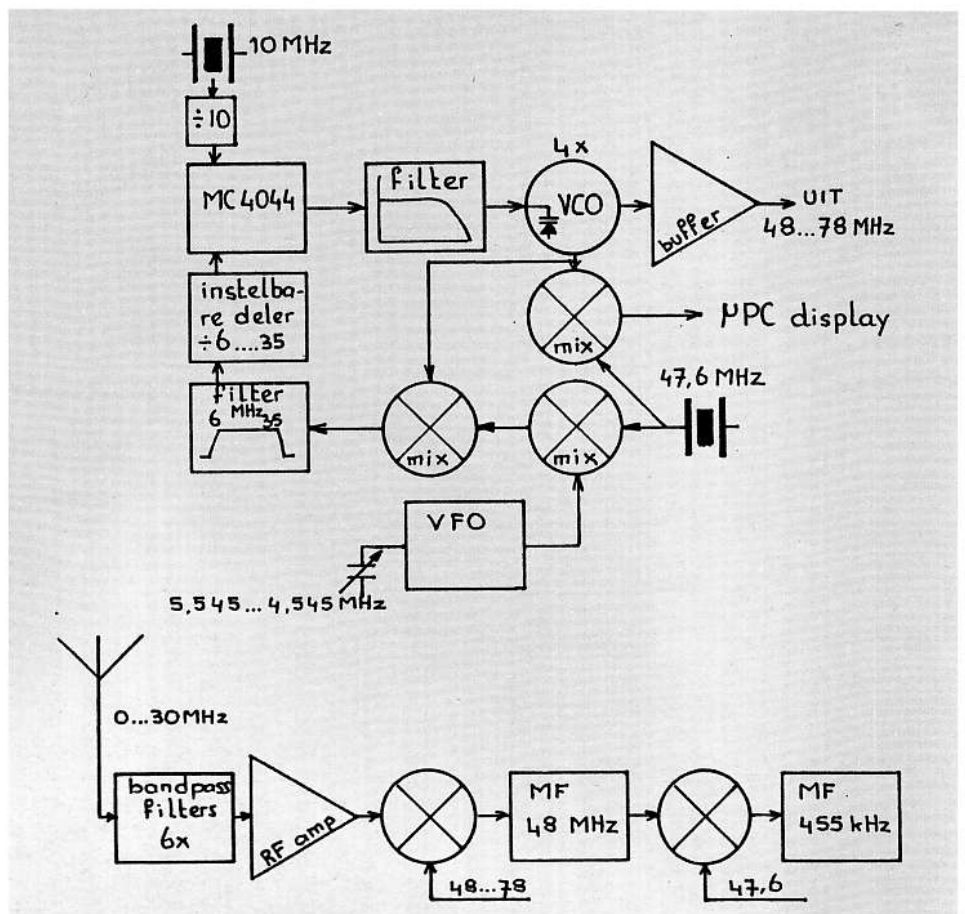 10 MHz
÷10
MC4044
filter
4x
VCO
buffer
UIT
48...78 MHz
instelba-
re deler
÷6....35
mix
µPC display
filter
6 MHz 35
mix
mix
47,6 MHz
VFO
5,545... 4,545 MHz
0...30MHz
bandpass
filters
6x
RF amp
MF
48 MHz
MF
455 kHz
48...78
47,6